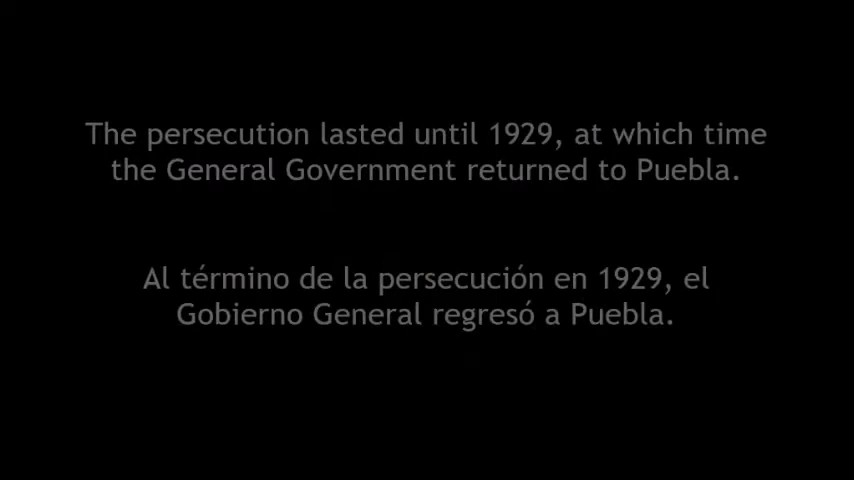 The persecution lasted until 1929, at which time
the General Government returned to Puebla.
Al término de la persecución en 1929, el
Gobierno General regresó a Puebla.